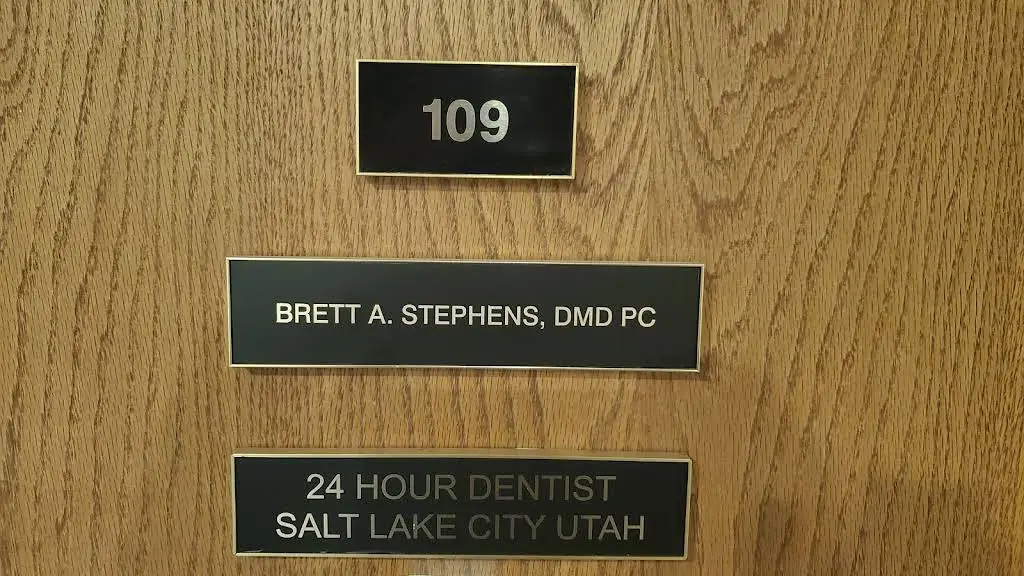 109
BRETT A. STEPHENS, DMD PC
24 HOUR DENTIST
SALT LAKE CITY UTAH